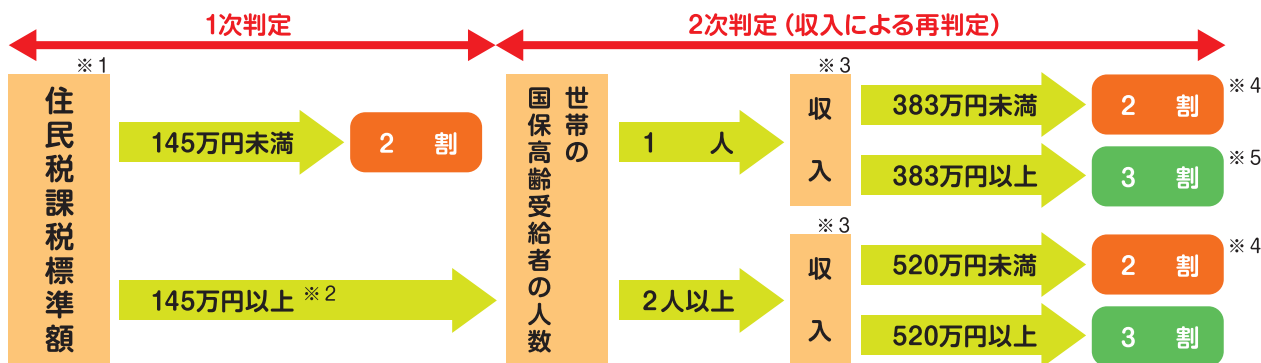 1次判定
2次判定（収入による再判定）
※1
住民税課税標準額
145万円未満
2 割
145万円以上 ※2
世帯の
国保高齢受給者の人数
1 人
※3
収入
383万円未満
2 割
※4
383万円以上
3 割
※5
2人以上
※3
収入
520万円未満
2 割
※4
520万円以上
3 割